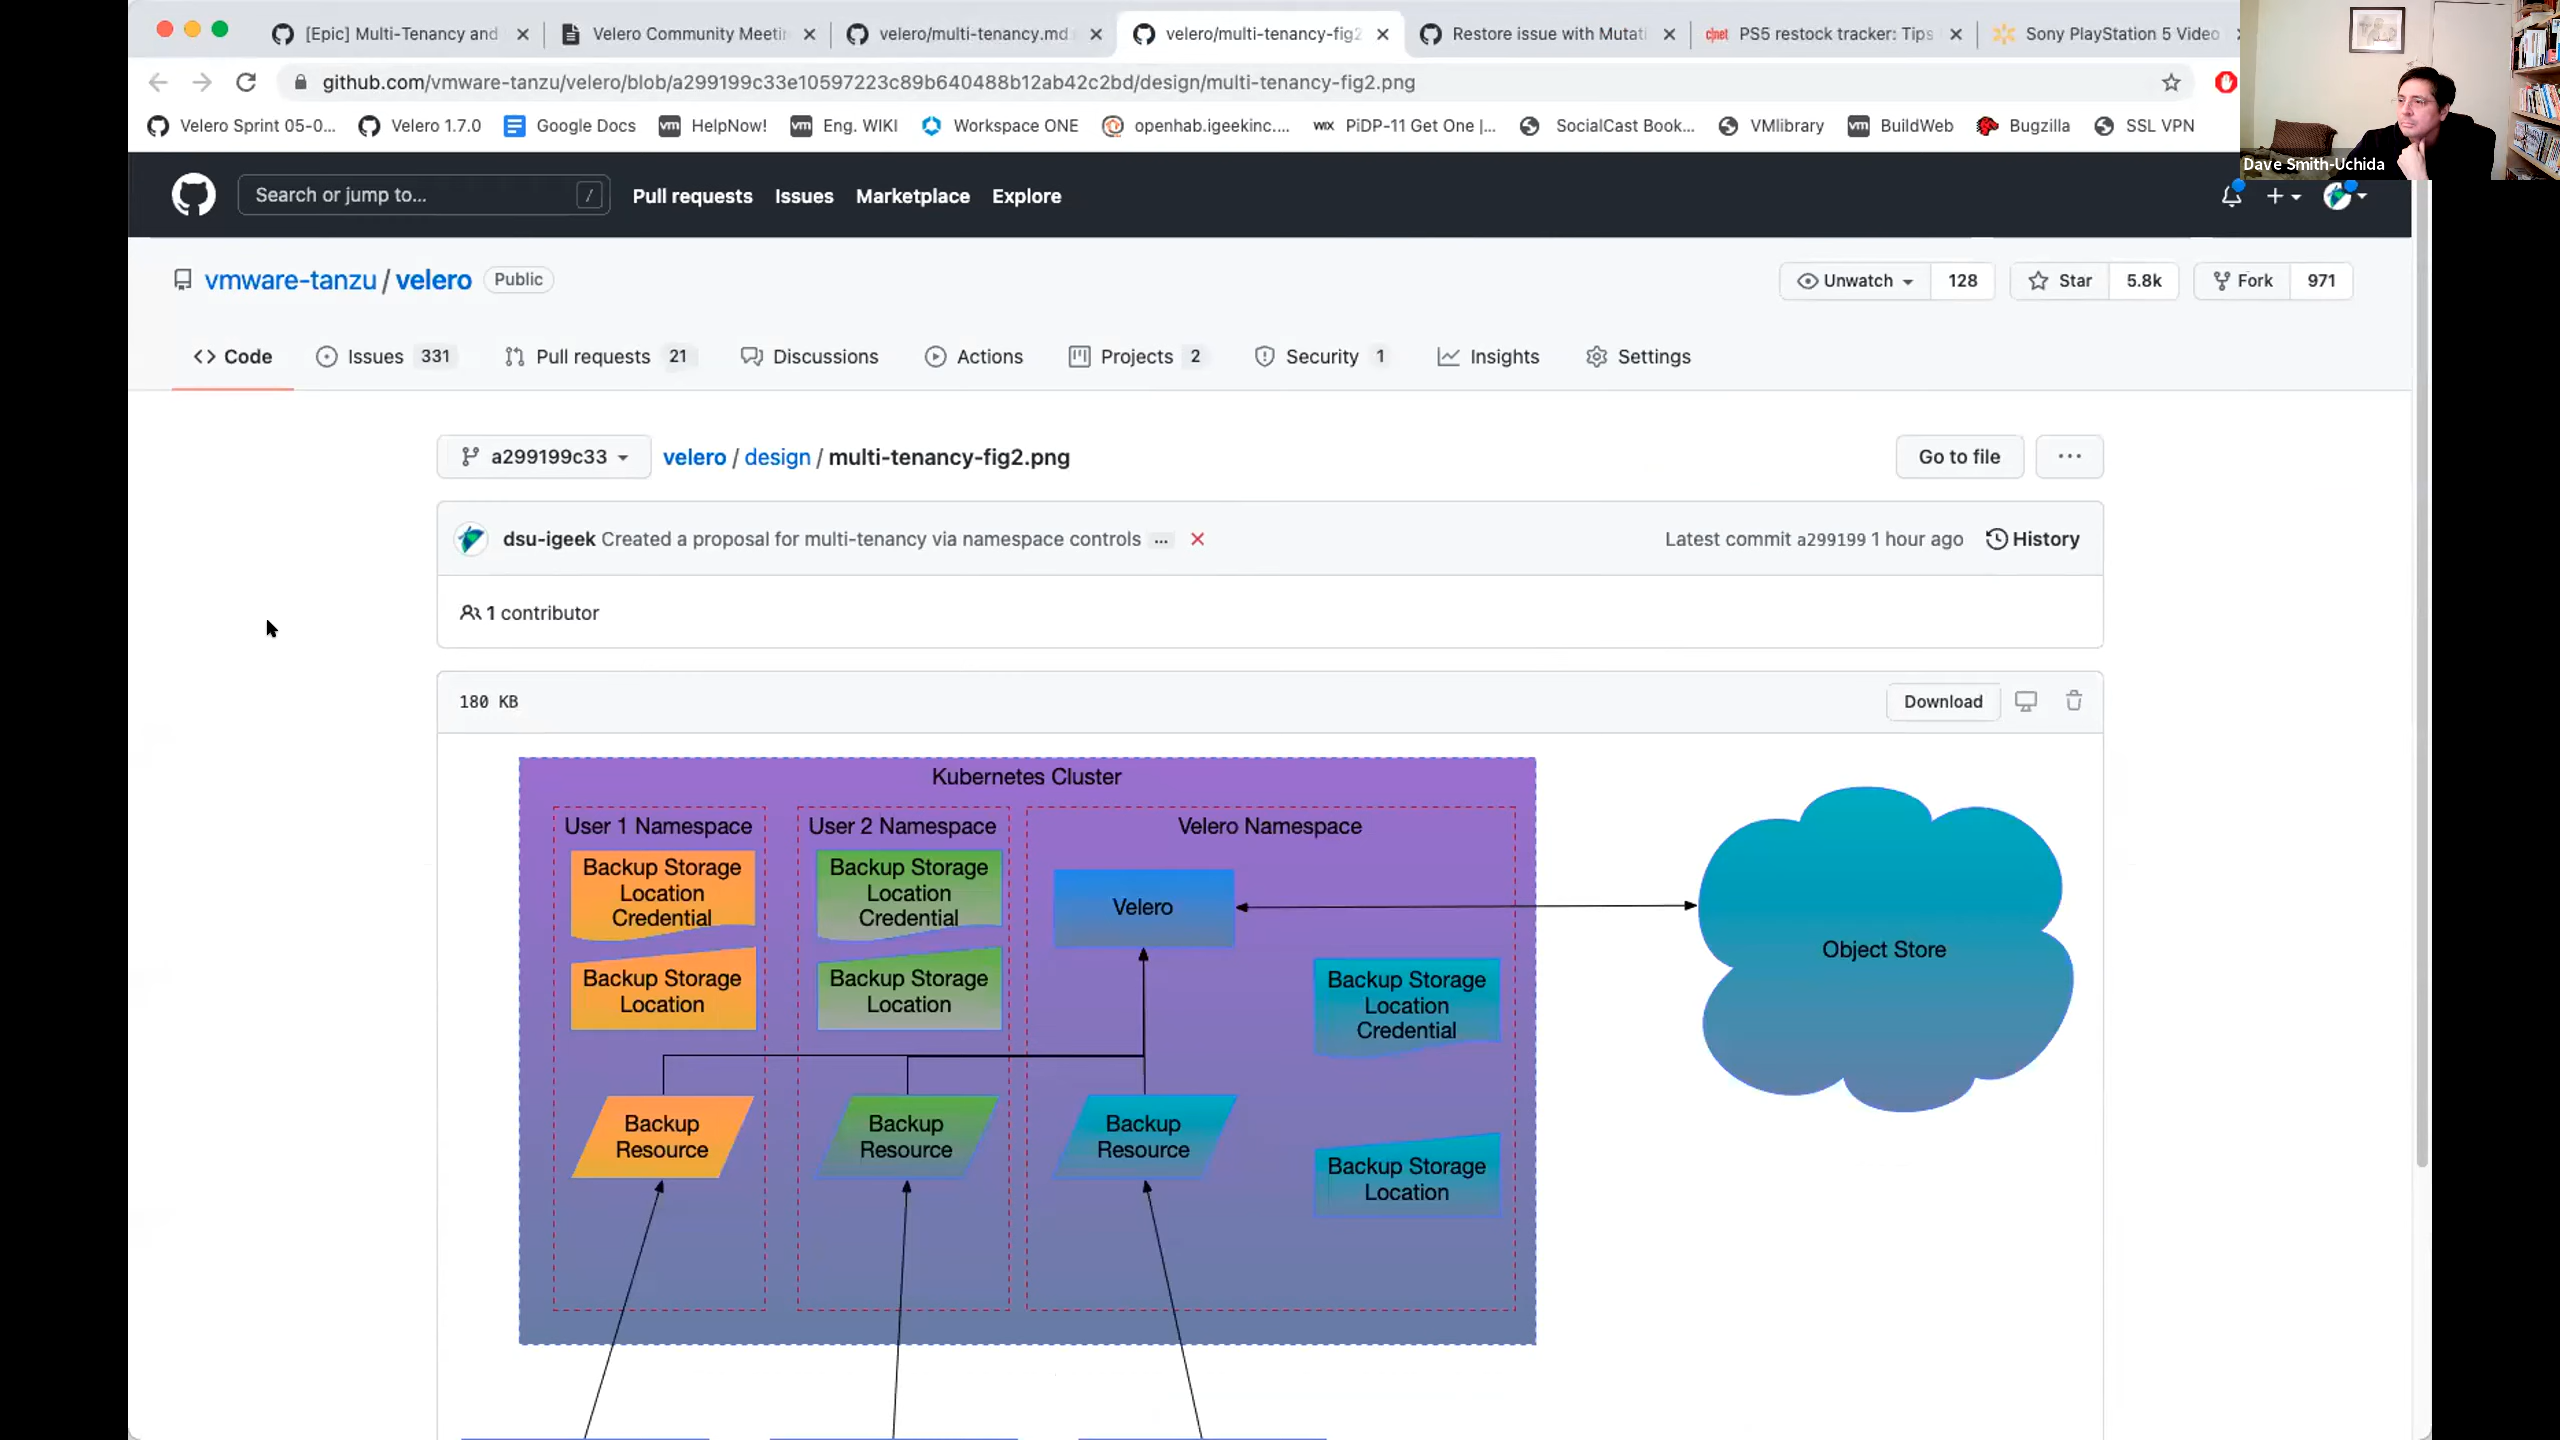 [Epic] Multi-Tenancy and
Velero Community Meetin
velero/multi-tenancy.md
velero/multi-tenancy-fig2
Restore issue with Mutati
c|net PS5 restock tracker: Tips
Sony PlayStation 5 Video
github.com/vmware-tanzu/velero/blob/a299199c33e10597223c89b640488b12ab42c2bd/design/multi-tenancy-fig2.png
Velero Sprint 05-0...
Velero 1.7.0
Google Docs
vm HelpNow!
vm Eng. WIKI
Workspace ONE
openhab.igeekinc....
WIX PiDP-11 Get One |...
SocialCast Book...
VMlibrary
vm BuildWeb
Bugzilla
SSL VPN
Dave Smith-Uchida
Search or jump to...
/
Pull requests
Issues
Marketplace
Explore
vmware-tanzu / velero
Public
Unwatch 128
Star 5.8k
Fork 971
Code
Issues 331
Pull requests 21
Discussions
Actions
Projects 2
Security 1
Insights
Settings
a299199c33
velero / design / multi-tenancy-fig2.png
Go to file
...
dsu-igeek Created a proposal for multi-tenancy via namespace controls ...
Latest commit a299199 1 hour ago
History
1 contributor
180 KB
Download
Kubernetes Cluster
User 1 Namespace
Backup Storage
Location
Credential
Backup Storage
Location
Backup
Resource
User 2 Namespace
Backup Storage
Location
Credential
Backup Storage
Location
Backup
Resource
Velero Namespace
Velero
Backup Storage
Location
Credential
Backup
Resource
Backup Storage
Location
Object Store